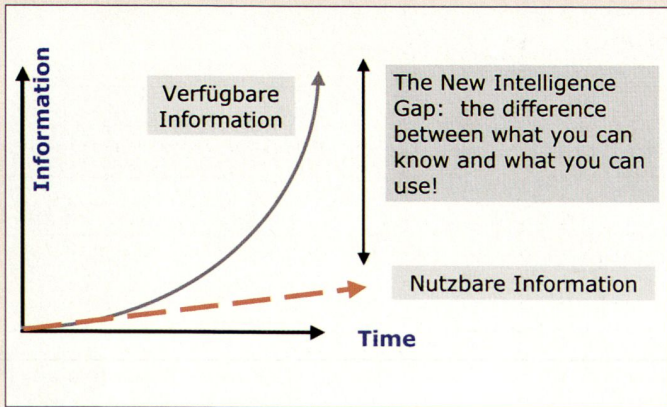 Information
Verfügbare
Information
The New Intelligence
Gap: the difference
between what you can
know and what you can
use!
Nutzbare Information
Time